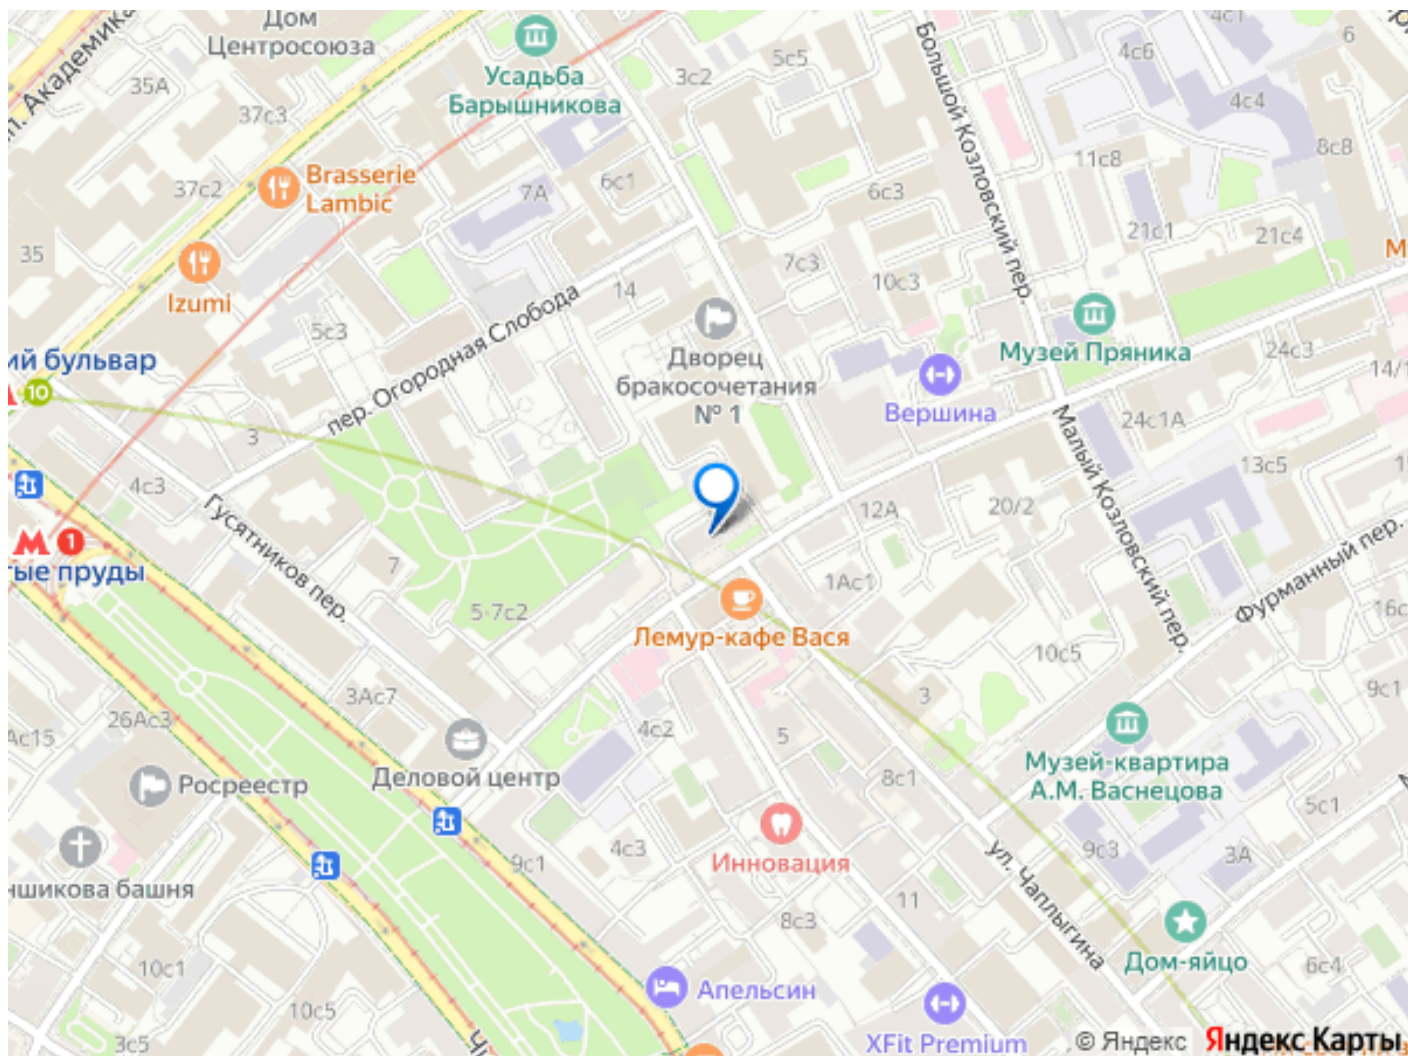 Дом
Центросоюза
л. Академика
35А
37с3
Усадьба
Барышникова
3с2
5с5
Большой Козловский пер.
4с1
4с6
6
4с4
8с8
11с8
37с2
Brasserie
Lambic
7А
6с1
6с3
21с1
21с4
35
Izumi
14
7с3
10с3
М
5с3
пер. Огородная Слобода
Дворец
бракосочетания
№ 1
Музей Пряника
24с3
14/1
ий бульвар
10
Вершина
24с1А
3
4с3
Гусятников пер.
Малый Козловский пер.
13с5
1
12А
20/2
1
тые пруды
7
5-7с2
1Ас1
Фурманный пер.
16с
Лемур-кафе Вася
10с5
9с1
3Ас7
26Ас3
Ас15
4с2
5
3
Росреестр
Деловой центр
8с1
Музей-квартира
А.М. Васнецова
5с1
Инновация
4с3
9с1
9с3
3А
ншикова башня
ул. Чаплыгина
11
8с3
Дом-яйцо
6с4
10с1
10с5
3с5
Апельсин
XFit Premium
© Яндекс Яндекс Карты